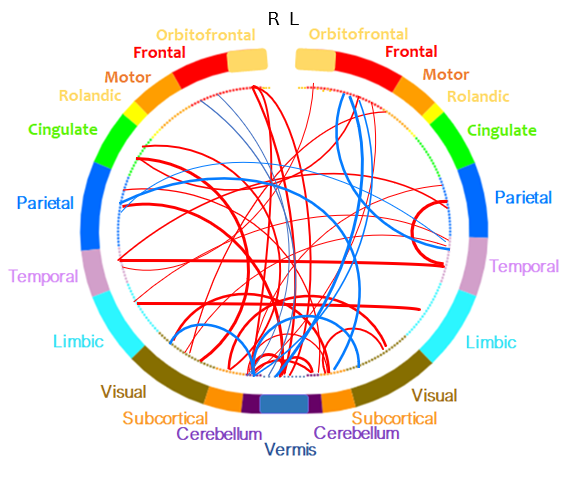 R L
Orbitofrontal
Orbitofrontal
Frontal
Frontal
Motor
Motor
Rolandic
Rolandic
Cingulate
Cingulate
Parietal
Parietal
Temporal
Temporal
Limbic
Limbic
Visual
Visual
Subcortical
Subcortical
Cerebellum
Cerebellum
Vermis